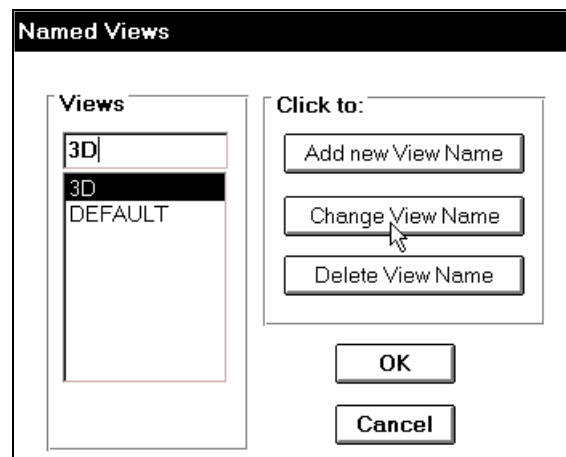 Named Views
Views
3D
3D
DEFAULT
Click to:
Add new View Name
Change View Name
Delete View Name
OK
Cancel